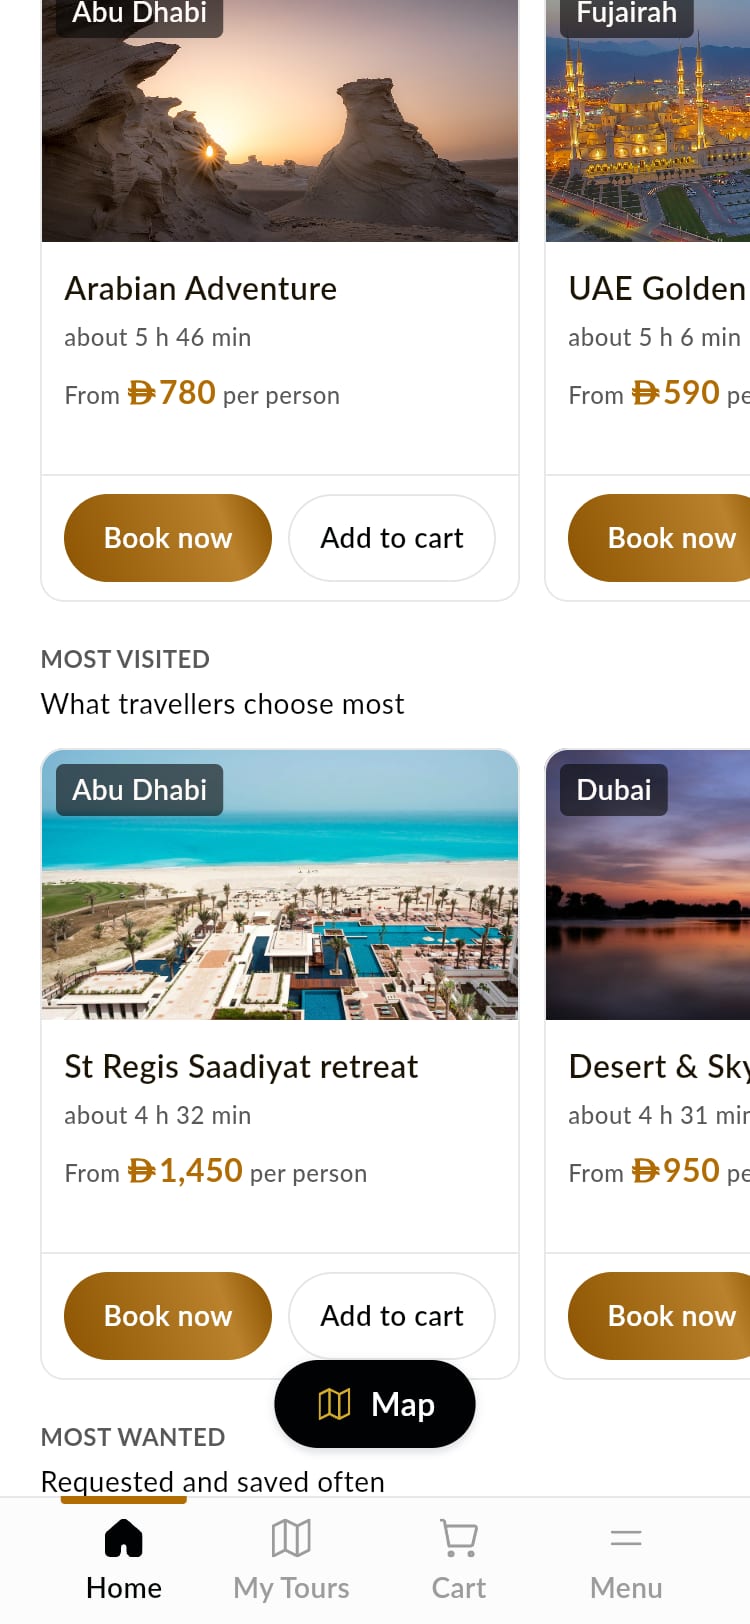 Abu Dhabi
Fujairah
Arabian Adventure
about 5 h 46 min
From 780 per person
UAE Golden
about 5 h 6 min
From 590 pe
Book now
Add to cart
Book now
MOST VISITED
What travellers choose most
Abu Dhabi
Dubai
St Regis Saadiyat retreat
about 4 h 32 min
From 1,450 per person
Desert & Sky
about 4 h 31 min
From 950 pe
Book now
Add to cart
Book now
Map
MOST WANTED
Requested and saved often
Home
My Tours
Cart
Menu